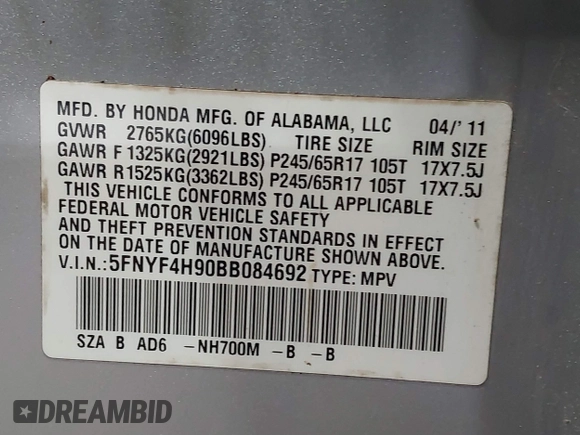 MFD. BY HONDA MFG. OF ALABAMA, LLC 04/'11
GVWR 2765KG(6096LBS) TIRE SIZE RIM SIZE
GAWR F1325KG(2921LBS) P245/65R17 105T 17X7.5J
GAWR R1525KG(3362LBS) P245/65R17 105T 17X7.5J
THIS VEHICLE CONFORMS TO ALL APPLICABLE
FEDERAL MOTOR VEHICLE SAFETY
AND THEFT PREVENTION STANDARDS IN EFFECT
ON THE DATE OF MANUFACTURE SHOWN ABOVE.
V.I.N.:5FNYF4H90BB084692 TYPE: MPV
SZA B AD6 -NH700M -B -B
DREAMBID